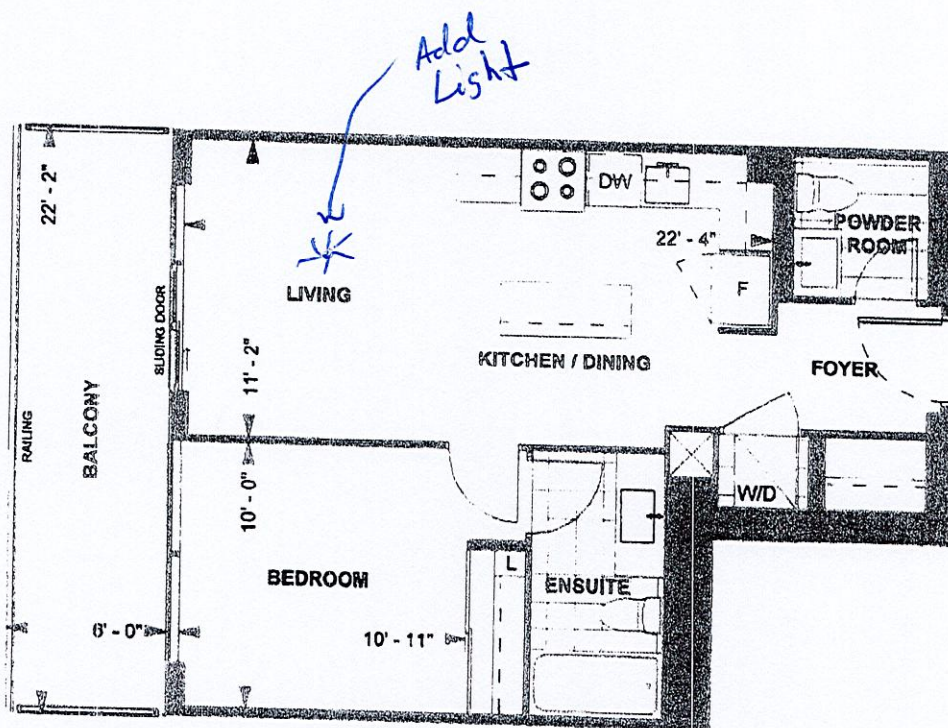 Add
Light
22' - 2"
DW
POWDER
ROOM
22' - 4"
F
LIVING
SLIDING DOOR
KITCHEN / DINING
FOYER
11' - 2"
RAILING
BALCONY
10' - 0"
W/D
BEDROOM
L
ENSUITE
6' - 0"
10' - 11"